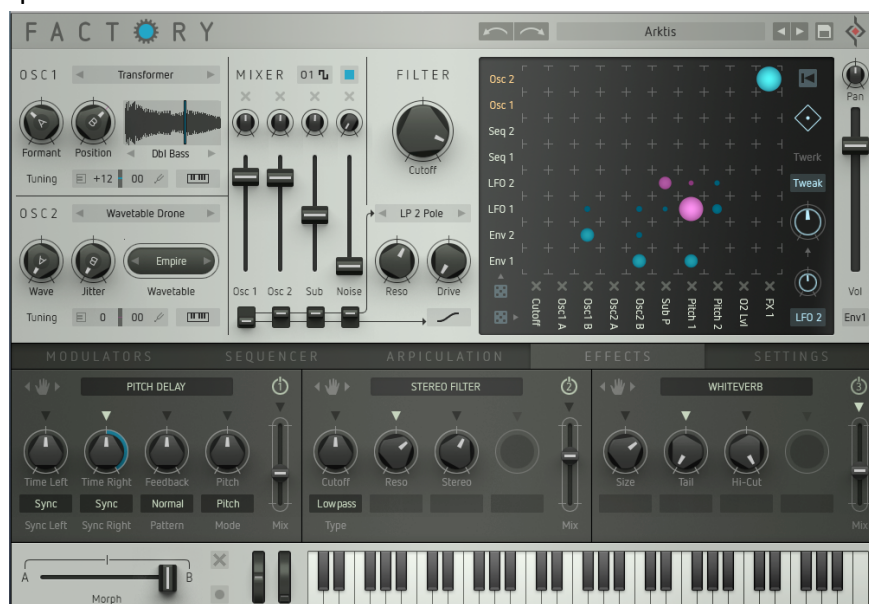 FACTORY
Arktis
OSC1
Transformer
A
B
Formant
Position
Dbl Bass
Tuning
+12
00
OSC2
Wavetable Drone
A
B
Empire
Wave
Jitter
Wavetable
Tuning
0
00
MIXER
01
Osc 1
Osc 2
Sub
Noise
FILTER
Cutoff
LP 2 Pole
Reso
Drive
Osc 2
Osc 1
Seq 2
Seq 1
LFO 2
LFO 1
Env 2
Env 1
Cutoff
Osc1 A
Osc1 B
Osc2 A
Osc2 B
Sub P
Pitch 1
Pitch 2
O2 Lvl
FX 1
Twerk
Tweak
LFO 2
Pan
Vol
Env1
MODULATORS
SEQUENCER
ARPICULATION
EFFECTS
SETTINGS
PITCH DELAY
1
Time Left
Time Right
Feedback
Pitch
Sync
Sync
Normal
Pitch
Sync Left
Sync Right
Pattern
Mode
Mix
STEREO FILTER
2
Cutoff
Reso
Stereo
Lowpass
Type
Mix
WHITEVERB
3
Size
Tail
Hi-Cut
Mix
A
B
Morph